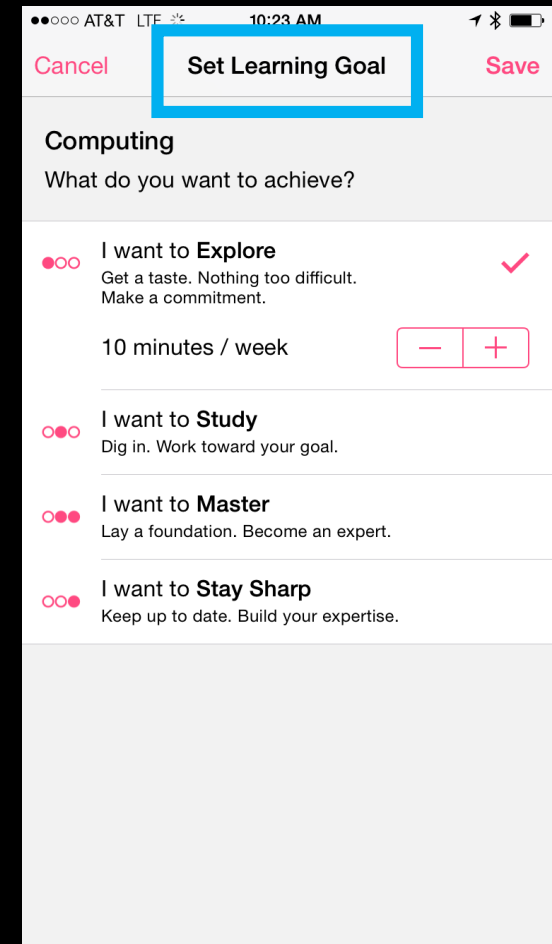 AT&T LTE 10:23 AM
Cancel Set Learning Goal Save
Computing
What do you want to achieve?
I want to Explore
Get a taste. Nothing too difficult.
Make a commitment.
10 minutes / week
I want to Study
Dig in. Work toward your goal.
I want to Master
Lay a foundation. Become an expert.
I want to Stay Sharp
Keep up to date. Build your expertise.